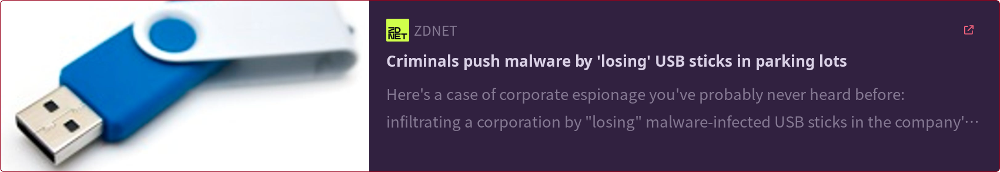 ZD
NET
ZDNET
Criminals push malware by 'losing' USB sticks in parking lots
Here's a case of corporate espionage you've probably never heard before:
infiltrating a corporation by "losing" malware-infected USB sticks in the company'…